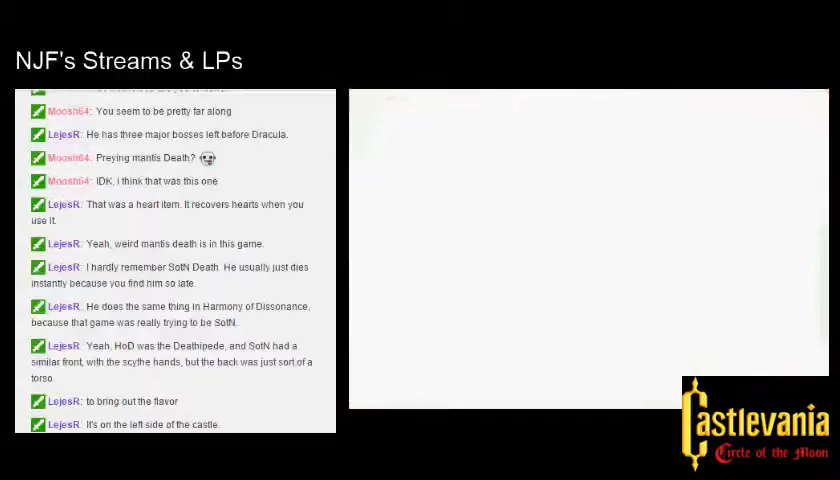 NJF's Streams & LPs
Moosh64: You seem to be pretty far along
LejesR: He has three major bosses left before Dracula.
Moosh64: Preying mantis Death?
Moosh64: IDK, i think that was this one
LejesR: That was a heart item. It recovers hearts when you
use it.
LejesR: Yeah, weird mantis death is in this game.
LejesR: I hardly remember SotN Death. He usually just dies
instantly because you find him so late.
LejesR: He does the same thing in Harmony of Dissonance,
because that game was really trying to be SotN.
LejesR: Yeah, HoD was the Deathipede, and SotN had a
similar front, with the scythe hands, but the back was just sort of a
torso.
LejesR: to bring out the flavor
LejesR: It's on the left side of the castle.
Castlevania
Circle of the Moon